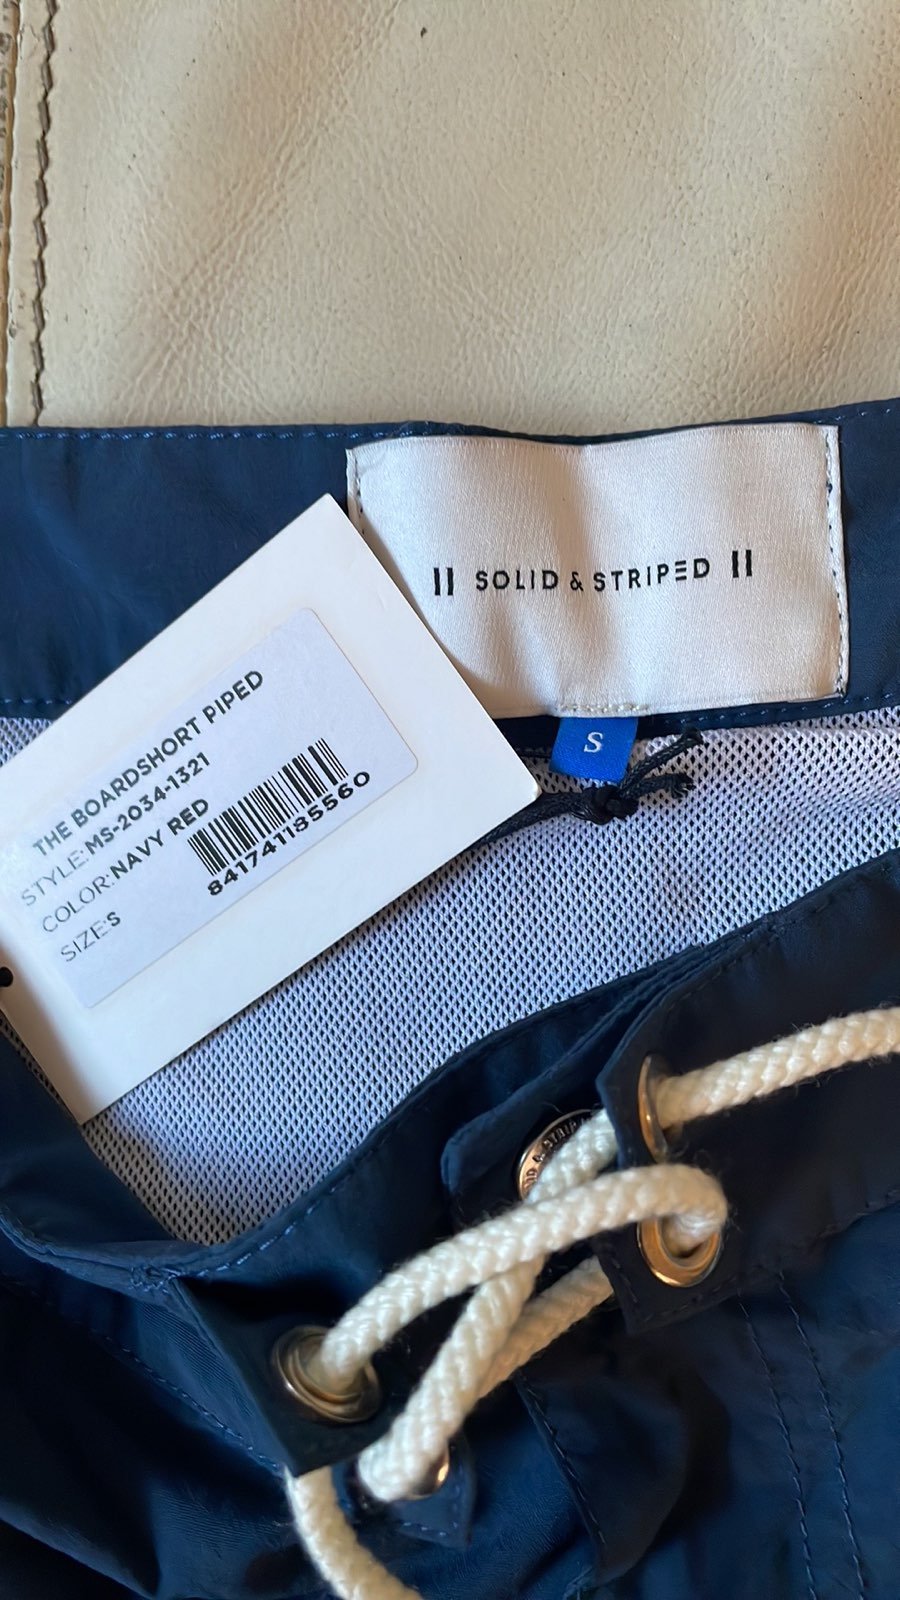 || SOLID & STRIPED ||
S
THE BOARDSHORT PIPED
STYLE:MS-2034-1321
COLOR:NAVY RED
SIZE:S
841741185560